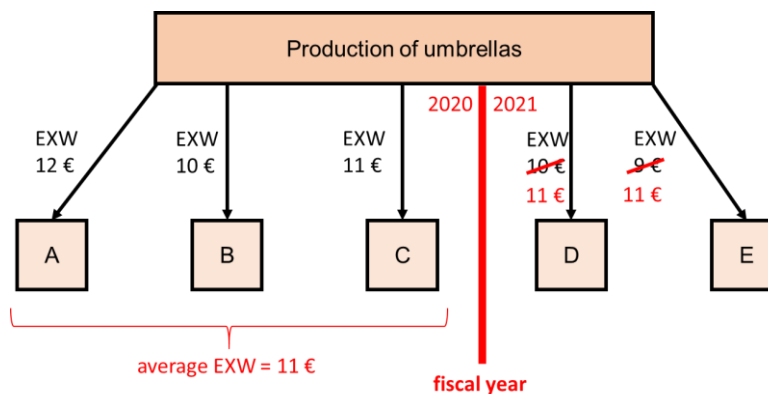 Production of umbrellas
2020 2021
EXW
12 €
EXW
10 €
EXW
11 €
EXW
10 €
11 €
EXW
9 €
11 €
A
B
C
D
E
average EXW = 11 €
fiscal year